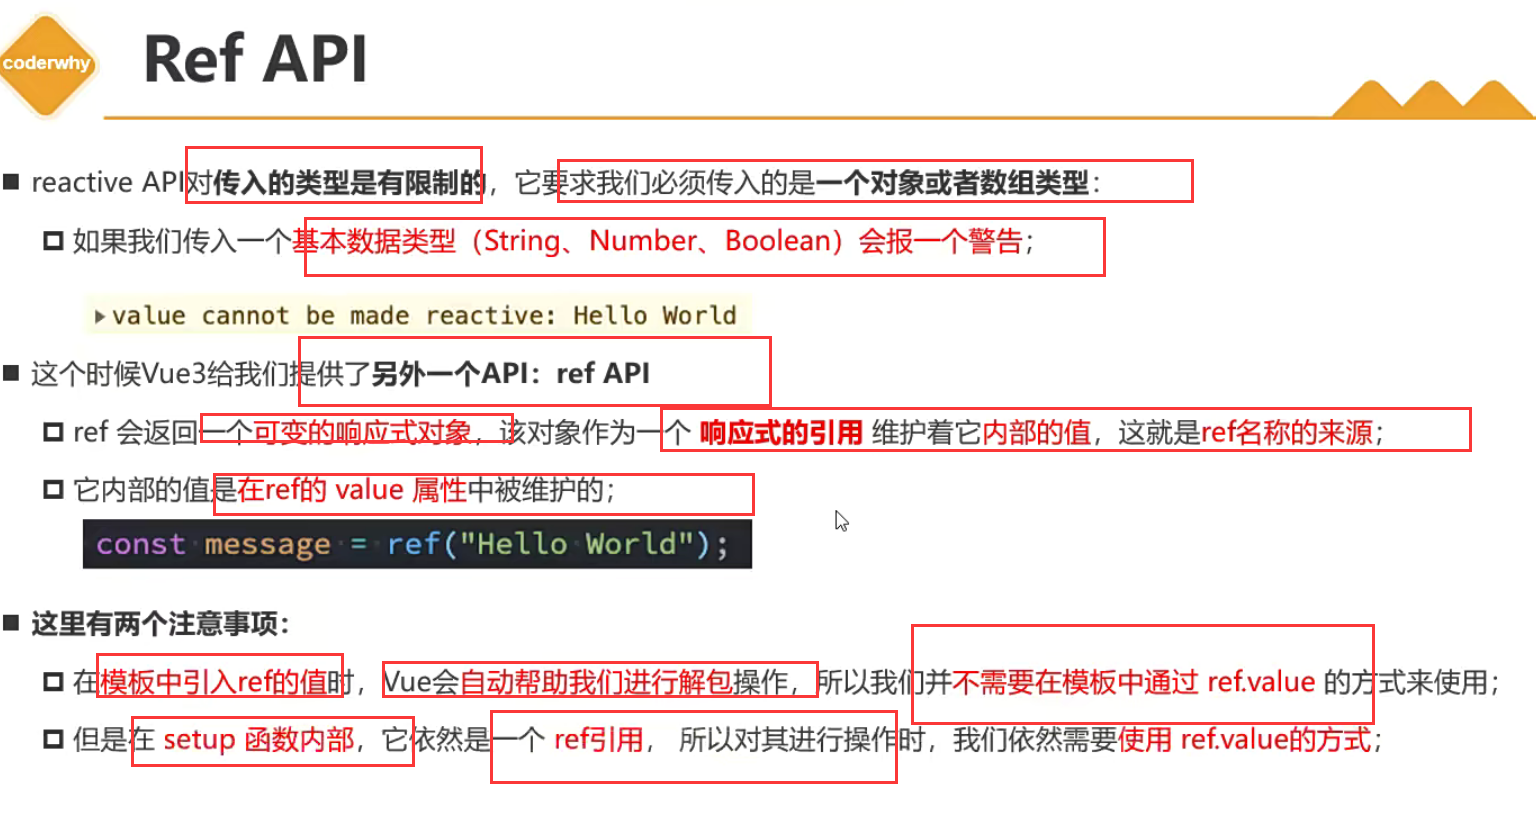 coderwhy
Ref API
reactive API对传入的类型是有限制的，它要求我们必须传入的是一个对象或者数组类型：
如果我们传入一个基本数据类型（String、Number、Boolean）会报一个警告；
value cannot be made reactive: Hello World
这个时候Vue3给我们提供了另外一个API：ref API
ref 会返回一个可变的响应式对象，该对象作为一个 响应式的引用 维护着它内部的值，这就是ref名称的来源；
它内部的值是在ref的 value 属性中被维护的；
const message = ref("Hello World");
这里有两个注意事项：
在模板中引入ref的值时，Vue会自动帮助我们进行解包操作，所以我们并不需要在模板中通过 ref.value 的方式来使用；
但是在 setup 函数内部，它依然是一个 ref引用， 所以对其进行操作时，我们依然需要使用 ref.value的方式；